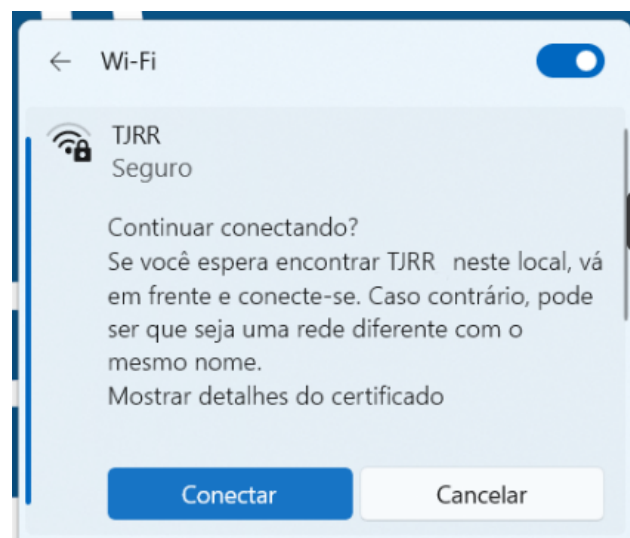 Wi-Fi
TJRR
Seguro
Continuar conectando?
Se você espera encontrar TJRR neste local, vá
em frente e conecte-se. Caso contrário, pode
ser que seja uma rede diferente com o
mesmo nome.
Mostrar detalhes do certificado
Conectar
Cancelar